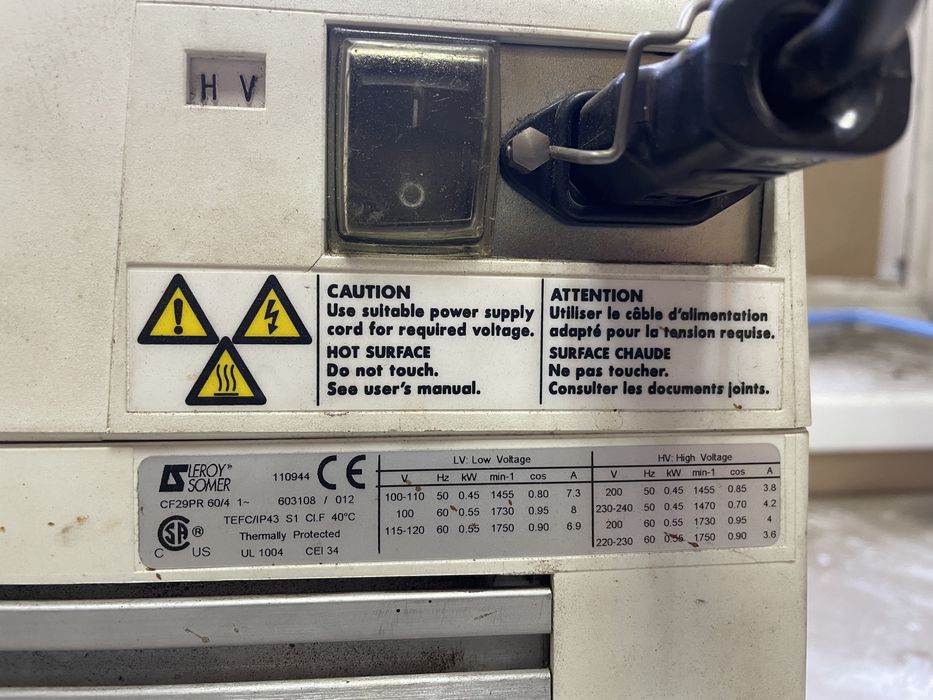 H V
I
O
CAUTION
Use suitable power supply
cord for required voltage.
HOT SURFACE
Do not touch.
See user's manual.
ATTENTION
Utiliser le câble d'alimentation
adapté pour la tension requise.
SURFACE CHAUDE
Ne pas toucher.
Consulter les documents joints.
LEROY»
SOMER
110944 CE
CF29PR 60/4 1~ 603108 / 012
TEFC/IP43 S1 Cl.F 40°C
Thermally Protected
UL 1004 CEI 34
CSA ®
C US
LV: Low Voltage
V Hz kW min-1 cos A
100-110 50 0.45 1455 0.80 7.3
100 60 0.55 1730 0.95 8
115-120 60 0.55 1750 0.90 6.9
HV: High Voltage
V Hz kW min-1 cos A
200 50 0.45 1455 0.85 3.8
230-240 50 0.45 1470 0.70 4.2
200 60 0.55 1730 0.95 4
220-230 60 0.55 1750 0.90 3.6